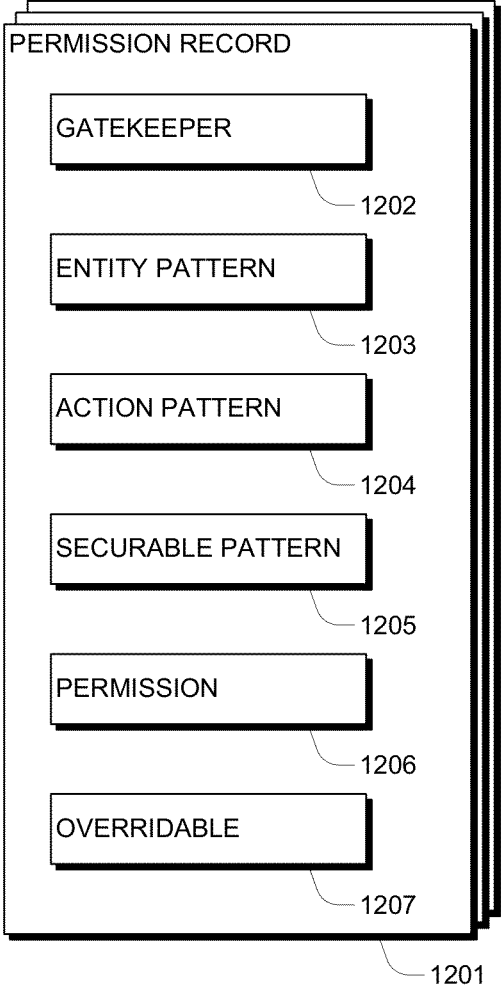 PERMISSION RECORD
GATEKEEPER
1202
ENTITY PATTERN
1203
ACTION PATTERN
1204
SECURABLE PATTERN
1205
PERMISSION
1206
OVERRIDABLE
1207
1201